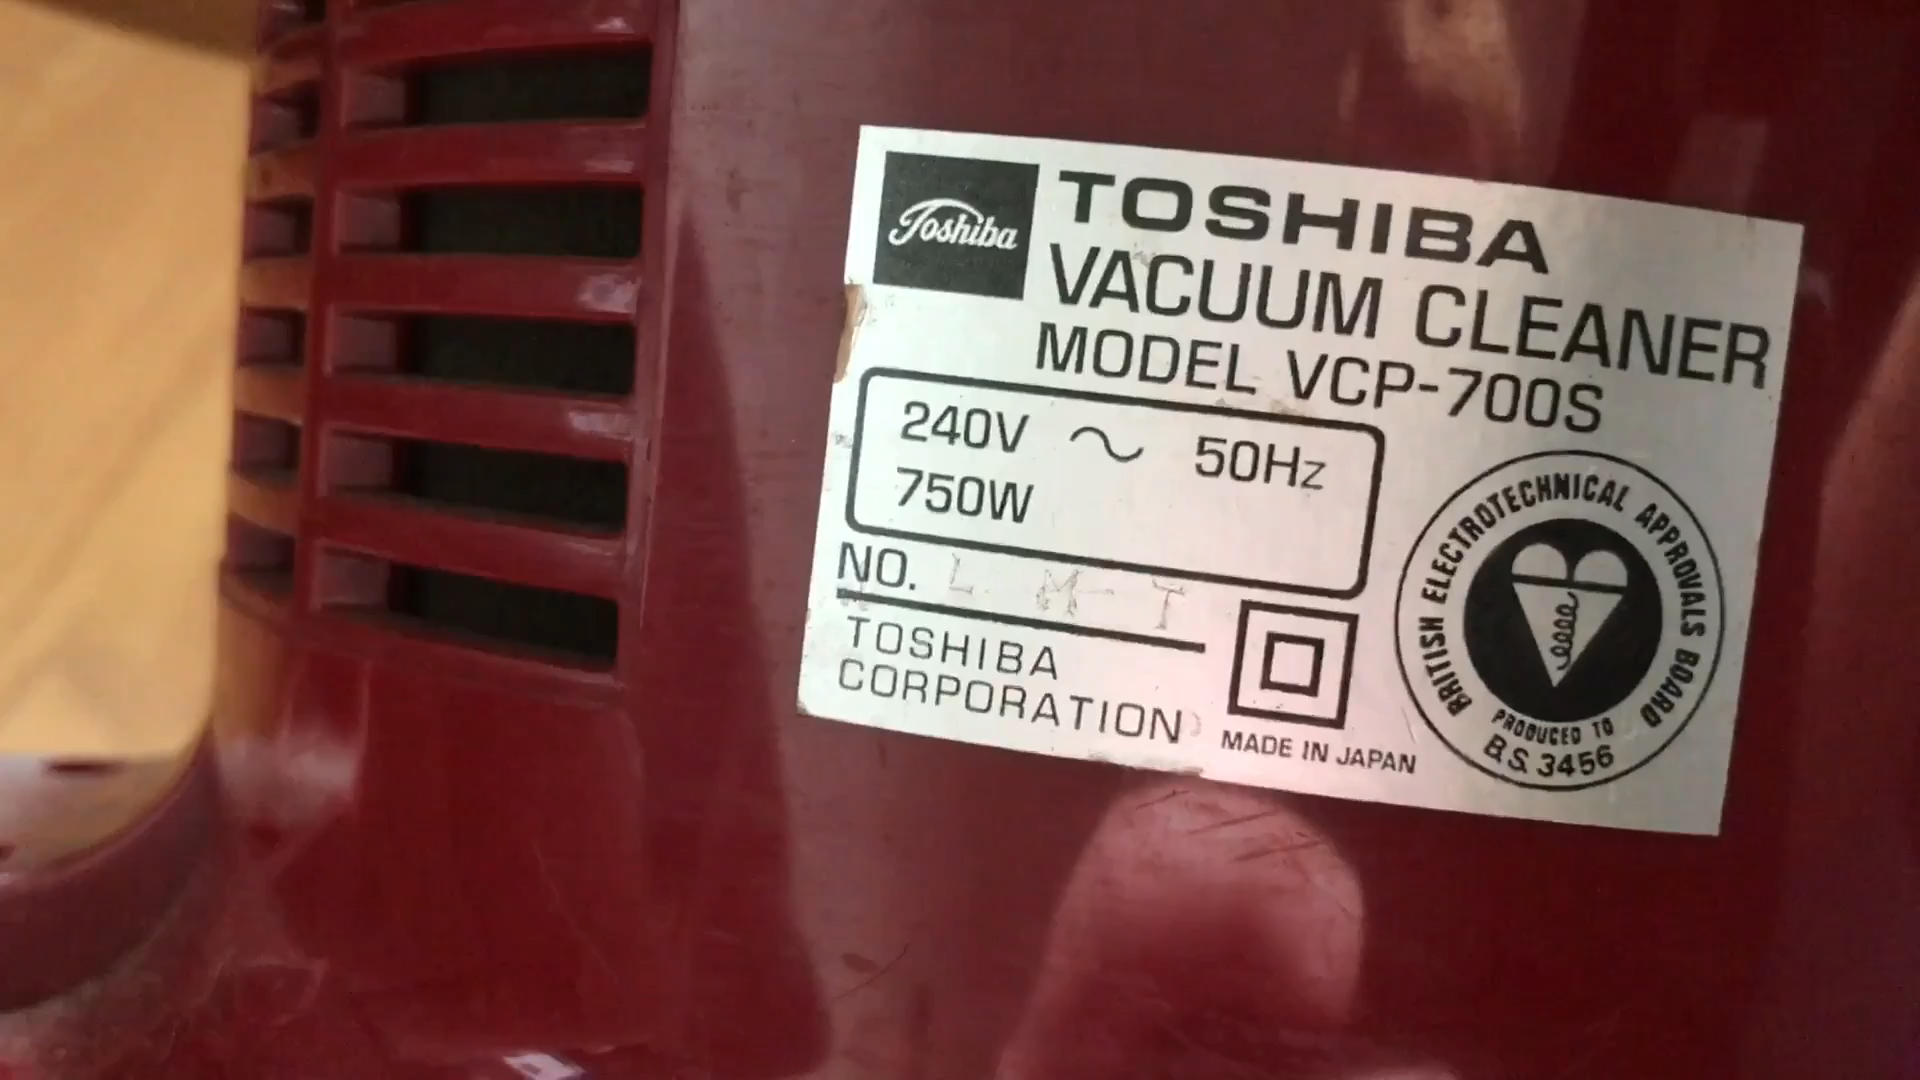 Toshiba
TOSHIBA
VACUUM CLEANER
MODEL VCP-700S
240V ~ 50Hz
750W
NO. L M-T
TOSHIBA
CORPORATION
MADE IN JAPAN
BRITISH ELECTROTECHNICAL APPROVALS BOARD
PRODUCED TO
B.S. 3456